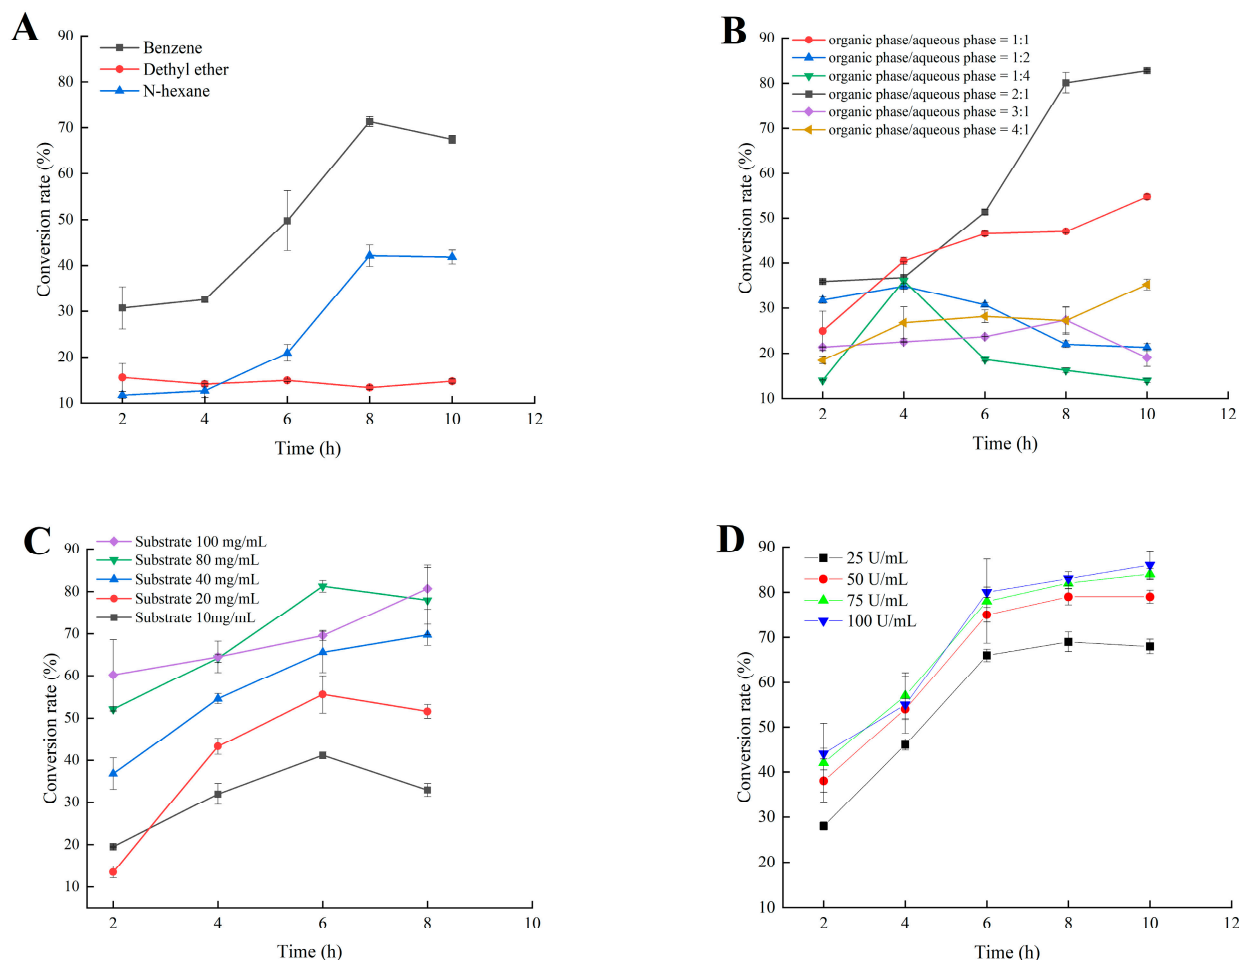 A
Benzene
Dethyl ether
N-hexane
90
80
70
60
50
40
30
20
10
Conversion rate (%)
2 4 6 8 10 12
Time (h)
B
organic phase/aqueous phase = 1:1
organic phase/aqueous phase = 1:2
organic phase/aqueous phase = 1:4
organic phase/aqueous phase = 2:1
organic phase/aqueous phase = 3:1
organic phase/aqueous phase = 4:1
90
80
70
60
50
40
30
20
10
Conversion rate (%)
2 4 6 8 10 12
Time (h)
C
Substrate 100 mg/mL
Substrate 80 mg/mL
Substrate 40 mg/mL
Substrate 20 mg/mL
Substrate 10mg/mL
90
80
70
60
50
40
30
20
10
Conversion rate (%)
2 4 6 8 10
Time (h)
D
25 U/mL
50 U/mL
75 U/mL
100 U/mL
90
80
70
60
50
40
30
20
10
Conversion rate (%)
2 4 6 8 10 12
Time (h)